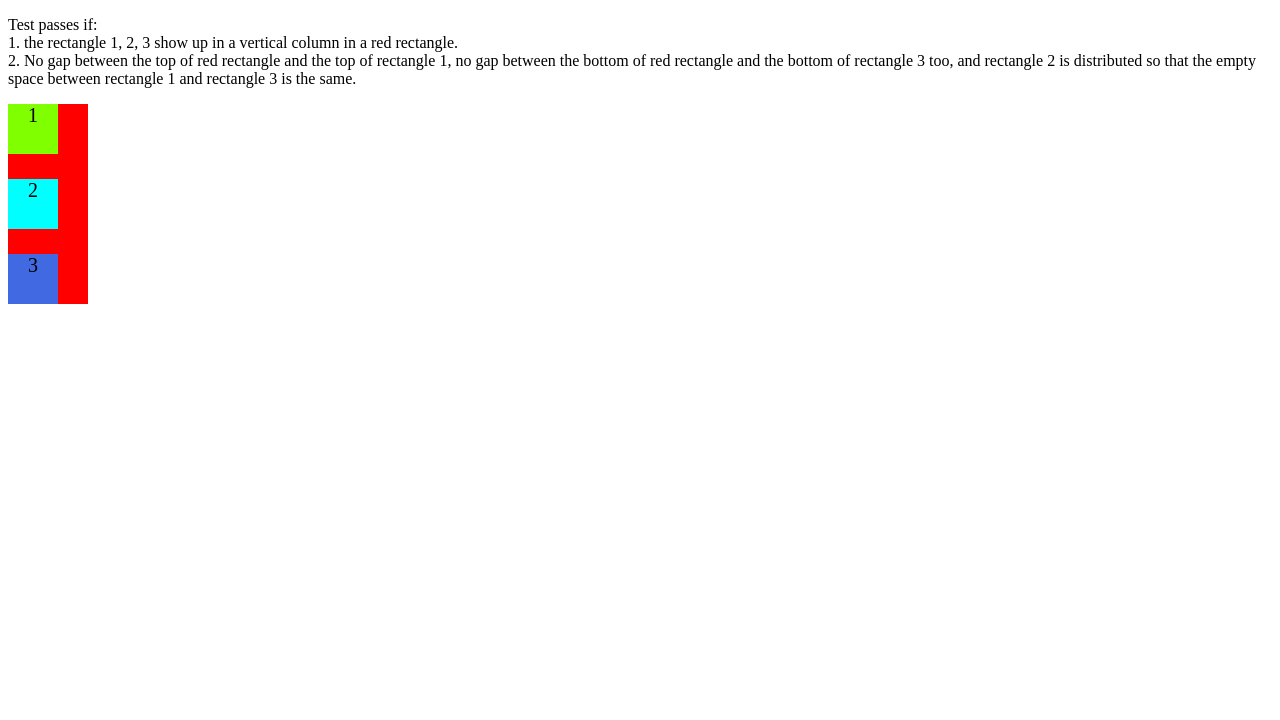 Test passes if:
1. the rectangle 1, 2, 3 show up in a vertical column in a red rectangle.
2. No gap between the top of red rectangle and the top of rectangle 1, no gap between the bottom of red rectangle and the bottom of rectangle 3 too, and rectangle 2 is distributed so that the empty
space between rectangle 1 and rectangle 3 is the same.
1
2
3